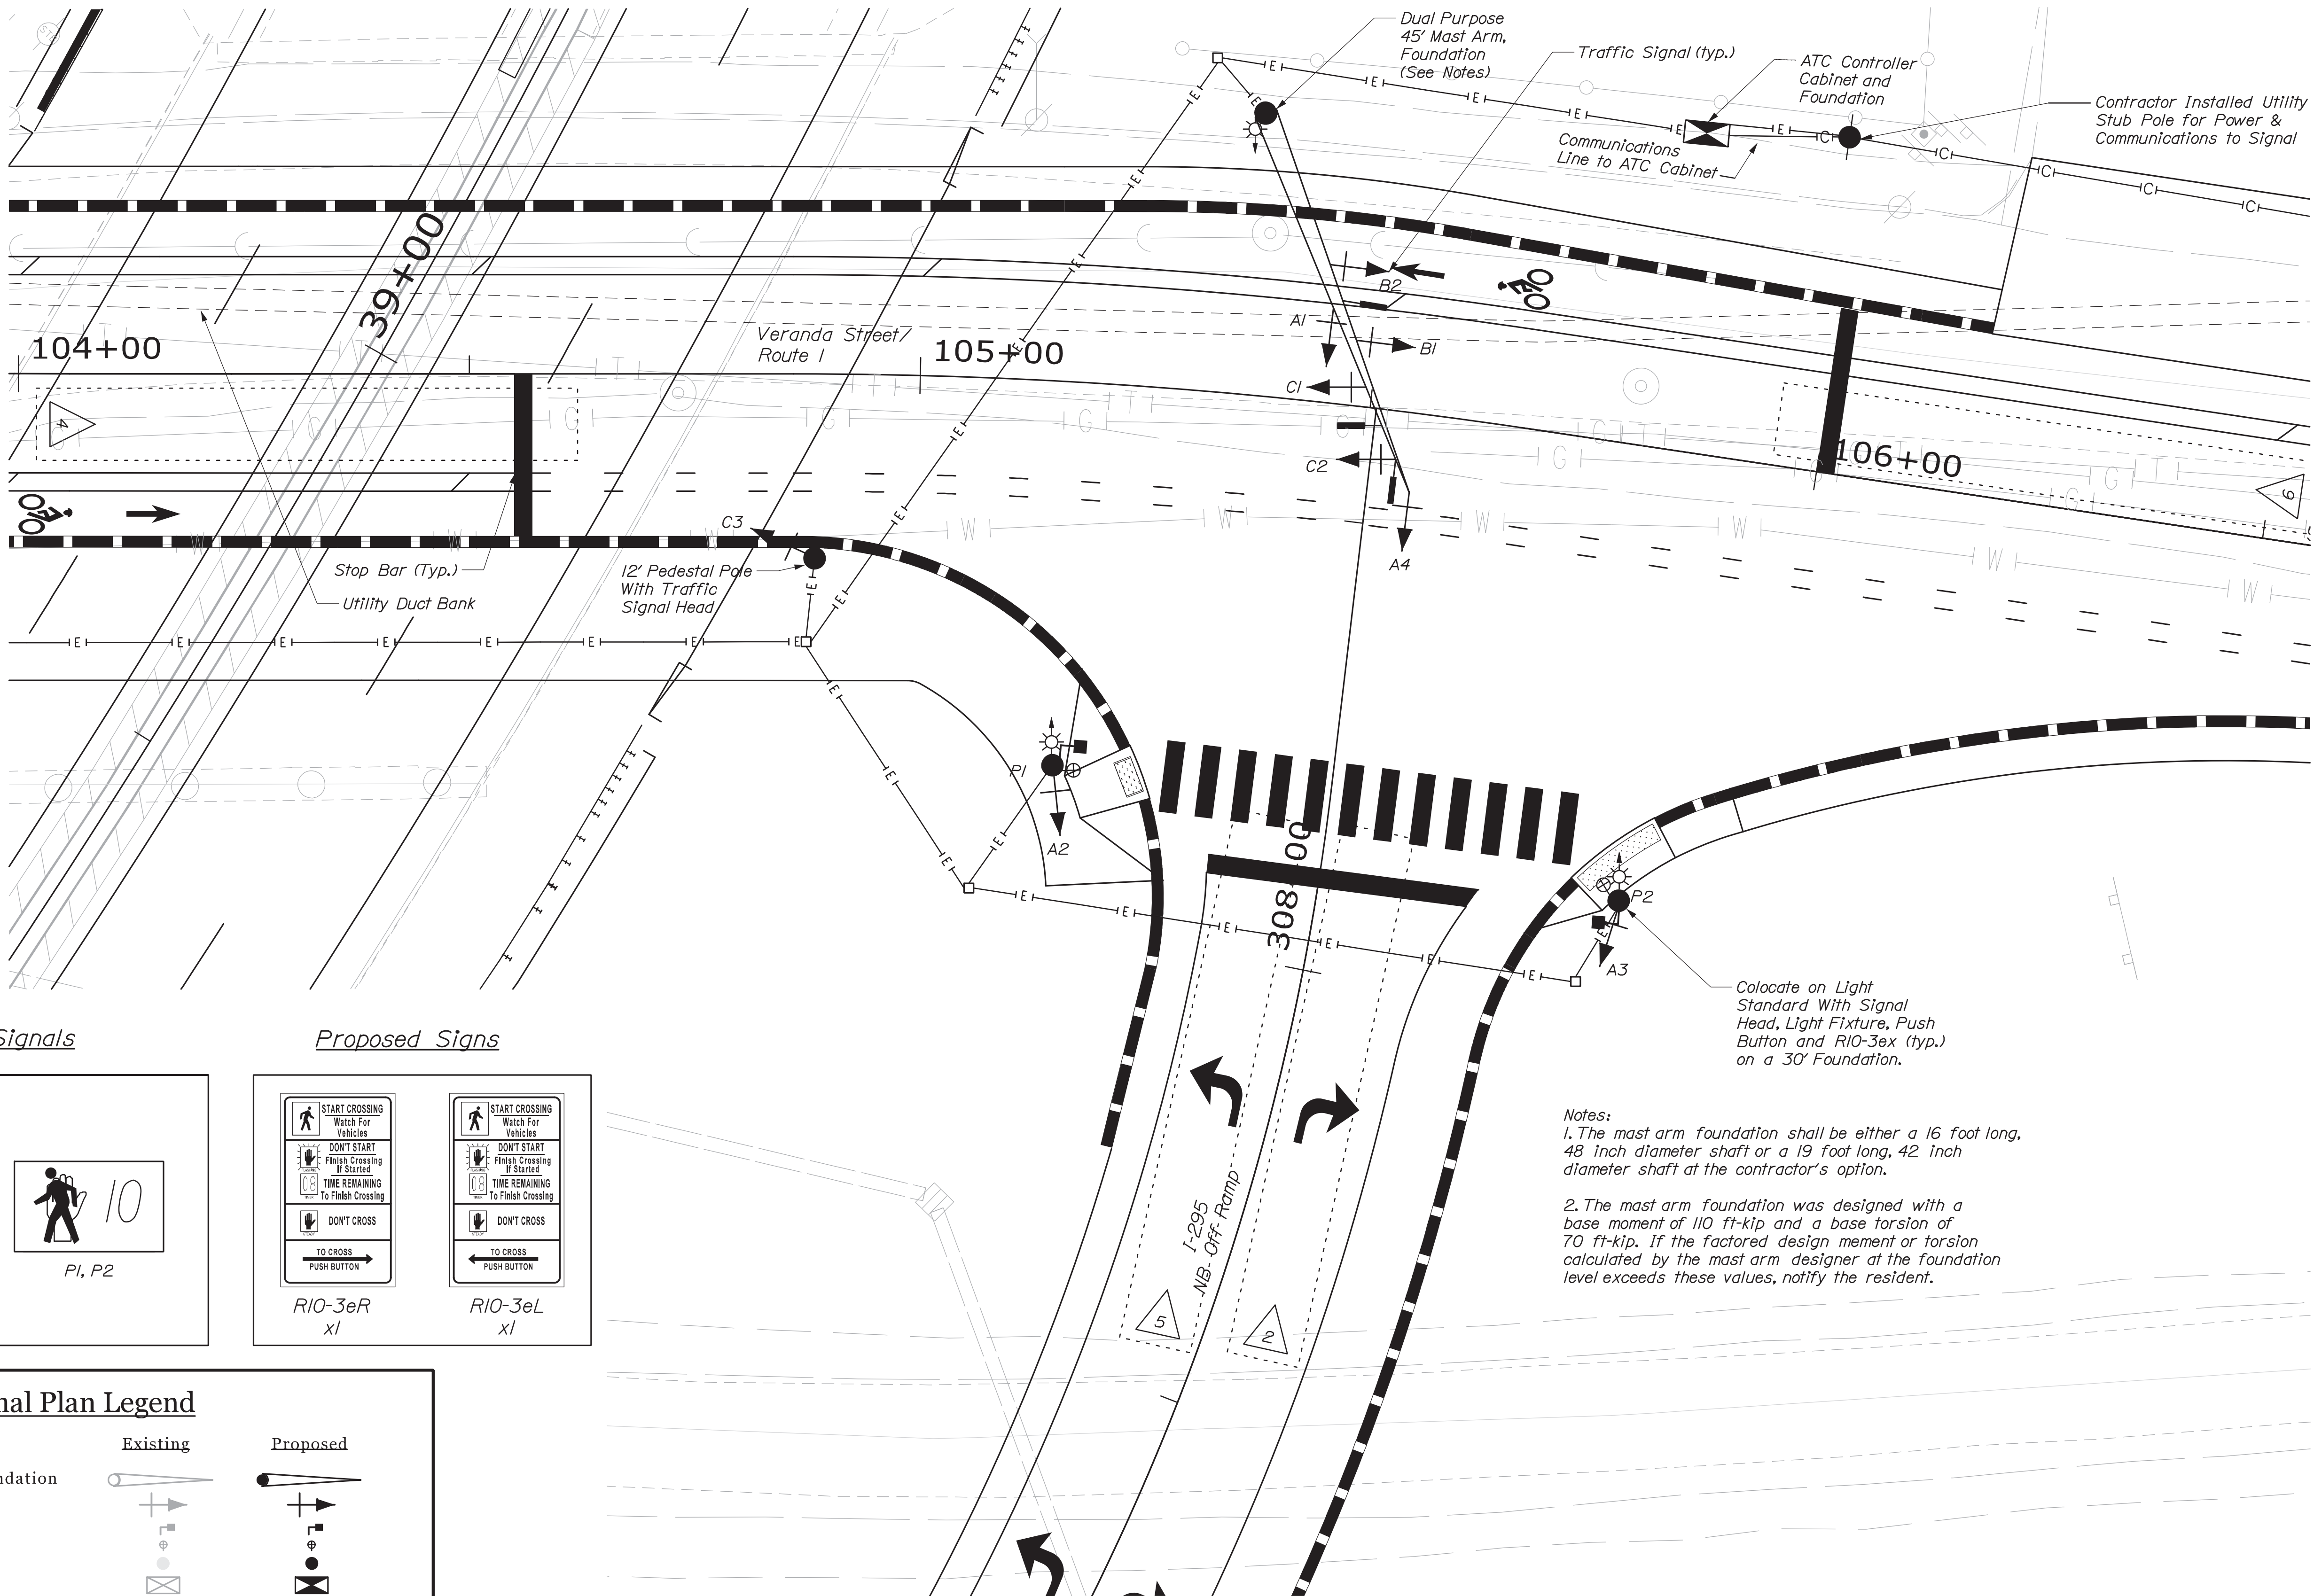 Dual Purpose
45' Mast Arm,
Foundation
(See Notes)
Traffic Signal (typ.)
ATC Controller
Cabinet and
Foundation
Contractor Installed Utility
Stub Pole for Power &
Communications to Signal
Communications
Line to ATC Cabinet
39+00
104+00
Veranda Street/
Route 1
105+00
106+00
B2
A1
B1
C1
C2
C3
A4
4
6
Stop Bar (Typ.)
Utility Duct Bank
12' Pedestal Pole
With Traffic
Signal Head
P1
A2
308+00
P2
A3
Colocate on Light
Standard With Signal
Head, Light Fixture, Push
Button and R10-3ex (typ.)
on a 30' Foundation.
Signals
Proposed Signs
10
P1, P2
START CROSSING
Watch For
Vehicles
DON'T START
Finish Crossing
If Started
TIME REMAINING
To Finish Crossing
DON'T CROSS
TO CROSS
PUSH BUTTON
R10-3eR
x1
START CROSSING
Watch For
Vehicles
DON'T START
Finish Crossing
If Started
TIME REMAINING
To Finish Crossing
DON'T CROSS
TO CROSS
PUSH BUTTON
R10-3eL
x1
I-295
NB Off Ramp
5
2
Notes:
1. The mast arm foundation shall be either a 16 foot long,
48 inch diameter shaft or a 19 foot long, 42 inch
diameter shaft at the contractor's option.
2. The mast arm foundation was designed with a
base moment of 110 ft-kip and a base torsion of
70 ft-kip. If the factored design mement or torsion
calculated by the mast arm designer at the foundation
level exceeds these values, notify the resident.
nal Plan Legend
Existing
Proposed
ndation